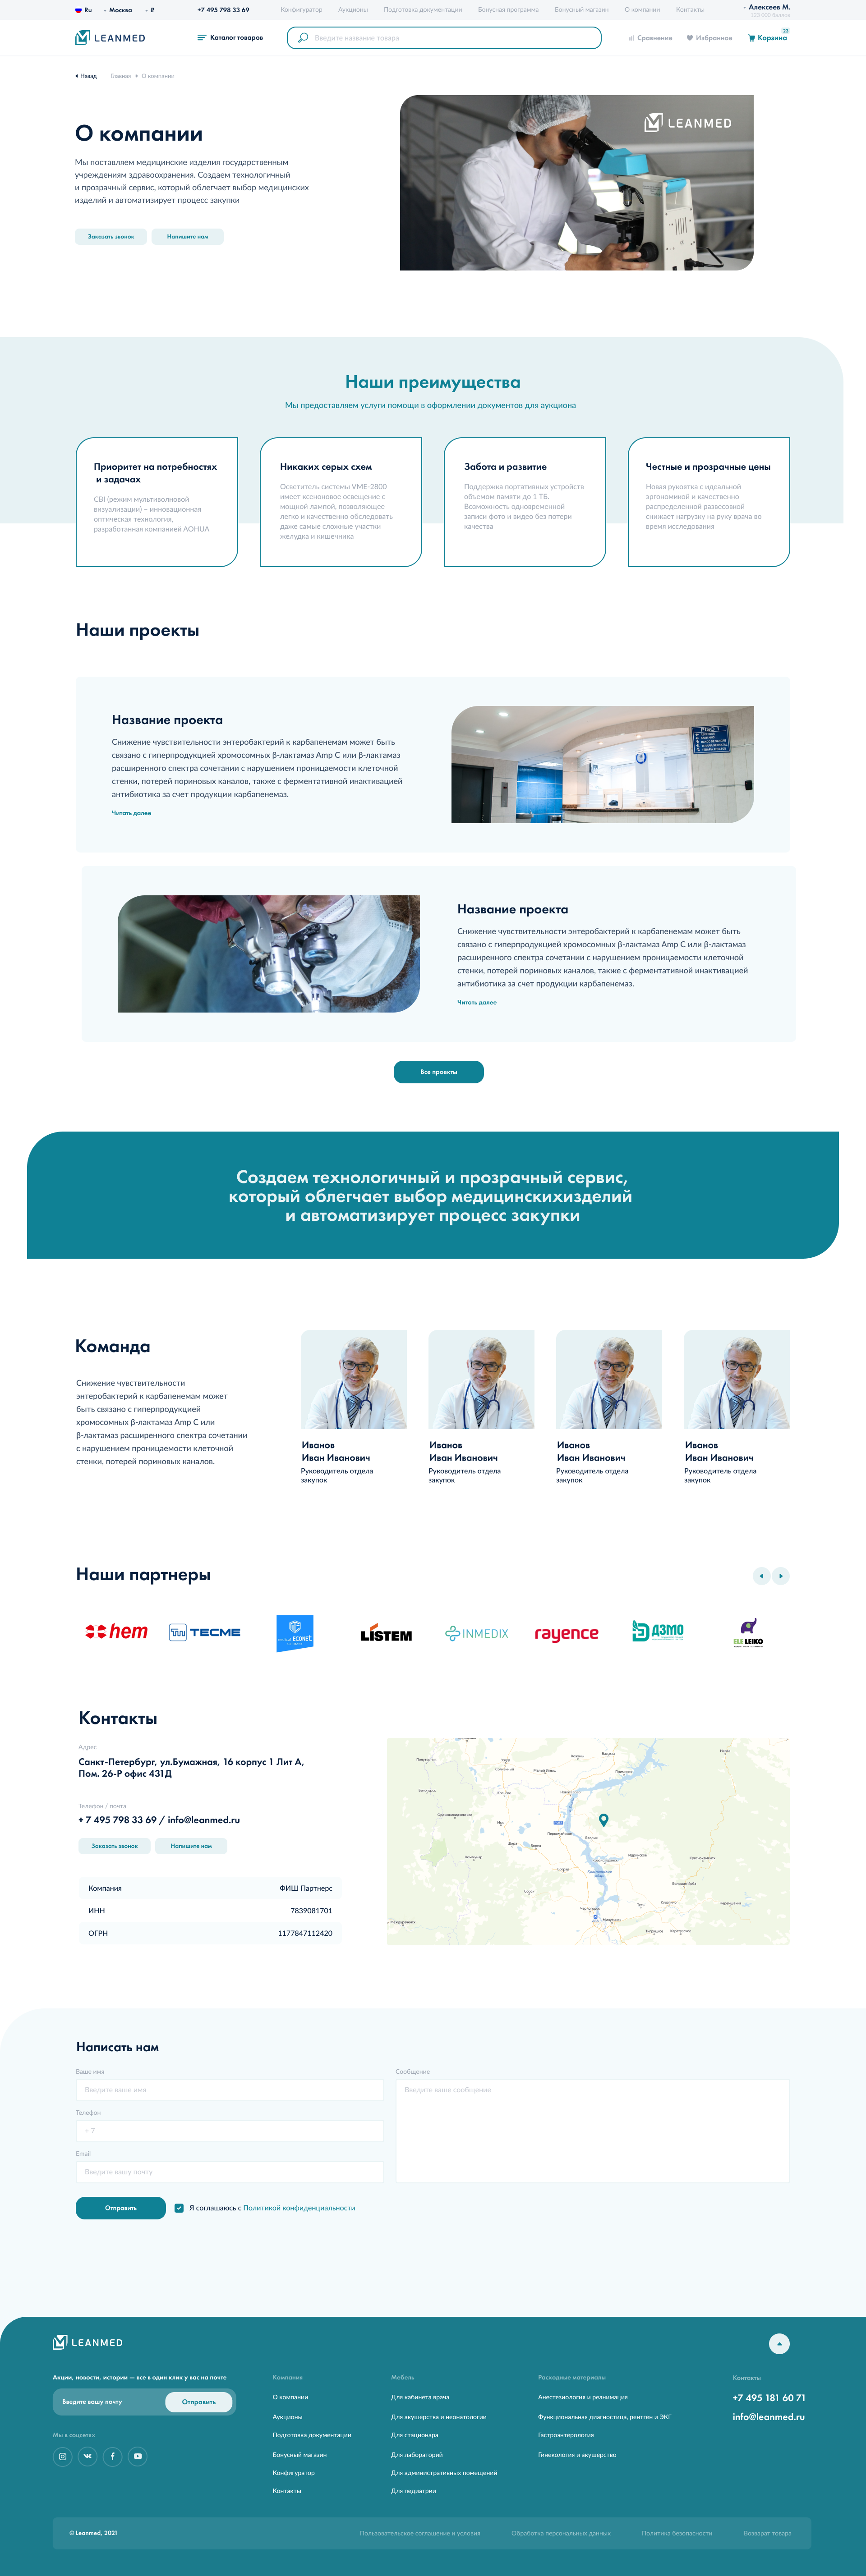 Ru Москва ₽ +7 495 798 33 69 Конфигуратор Аукционы Подготовка документации Бонусная программа Бонусный магазин О компании Контакты Алексеев М.
LEANMED Каталог товаров Введите название товара Сравнение Избранное Корзина 33
Назад Главная О компании
О компании
Мы поставляем медицинские изделия государственным
учреждениям здравоохранения. Создаем технологичный
и прозрачный сервис, который облегчает выбор медицинских
изделий и автоматизирует процесс закупки
Заказать звонок Напишите нам
LEANMED
Наши преимущества
Мы предоставляем услуги помощи в оформлении документов для аукциона
Приоритет на потребностях
и задачах
CBI (режим мультиволновой
визуализации) – инновационная
оптическая технология,
разработанная компанией AOHUA
Никаких серых схем
Осветитель системы VME-2800
имеет ксеноновое освещение с
мощной лампой, позволяющее
легко и качественно обследовать
даже самые сложные участки
желудка и кишечника
Забота и развитие
Поддержка портативных устройств
объемом памяти до 1 ТБ.
Возможность одновременной
записи фото и видео без потери
качества
Честные и прозрачные цены
Новая рукоятка с идеальной
эргономикой и качественно
распределенной развесовкой
снижает нагрузку на руку врача во
время исследования
Наши проекты
Название проекта
Снижение чувствительности энтеробактерий к карбапенемам может быть
связано с гиперпродукцией хромосомных β-лактамаз Amp C или β-лактамаз
расширенного спектра сочетании с нарушением проницаемости клеточной
стенки, потерей пориновых каналов, также с ферментативной инактивацией
антибиотика за счет продукции карбапенемаз.
Читать далее
PISO 1
Название проекта
Снижение чувствительности энтеробактерий к карбапенемам может быть
связано с гиперпродукцией хромосомных β-лактамаз Amp C или β-лактамаз
расширенного спектра сочетании с нарушением проницаемости клеточной
стенки, потерей пориновых каналов, также с ферментативной инактивацией
антибиотика за счет продукции карбапенемаз.
Читать далее
Все проекты
Создаем технологичный и прозрачный сервис,
который облегчает выбор медицинскихизделий
и автоматизирует процесс закупки
Команда
Снижение чувствительности
энтеробактерий к карбапенемам может
быть связано с гиперпродукцией
хромосомных β-лактамаз Amp C или
β-лактамаз расширенного спектра сочетании
с нарушением проницаемости клеточной
стенки, потерей пориновых каналов.
Иванов
Иван Иванович
Руководитель отдела
закупок
Иванов
Иван Иванович
Руководитель отдела
закупок
Иванов
Иван Иванович
Руководитель отдела
закупок
Иванов
Иван Иванович
Руководитель отдела
закупок
Наши партнеры
hem TECME ECONET LISTEM INMEDIX rayence ДЗМО ELE LEIKO
Контакты
Адрес
Санкт-Петербург, ул.Бумажная, 16 корпус 1 Лит А,
Пом. 26-Р офис 431Д
Телефон / почта
+ 7 495 798 33 69 / info@leanmed.ru
Заказать звонок Напишите нам
Компания ФИШ Партнерс
ИНН 7839081701
ОГРН 1177847112420
Написать нам
Ваше имя
Введите ваше имя
Телефон
+ 7
Email
Введите вашу почту
Сообщение
Введите ваше сообщение
Отправить Я соглашаюсь с Политикой конфиденциальности
LEANMED
Акции, новости, истории — все в один клик у вас на почте
Введите вашу почту Отправить
Мы в соцсетях
Компания
О компании
Аукционы
Подготовка документации
Бонусный магазин
Конфигуратор
Контакты
Мебель
Для кабинета врача
Для акушерства и неонатологии
Для стационара
Для лабораторий
Для административных помещений
Для педиатрии
Расходные материалы
Анестезиология и реанимация
Функциональная диагностица, рентген и ЭКГ
Гастроэнтерология
Гинекология и акушерство
Контакты
+7 495 181 60 71
info@leanmed.ru
© Leanmed, 2021 Пользовательское соглашение и условия Обработка персональных данных Политика безопасности Возварат товара